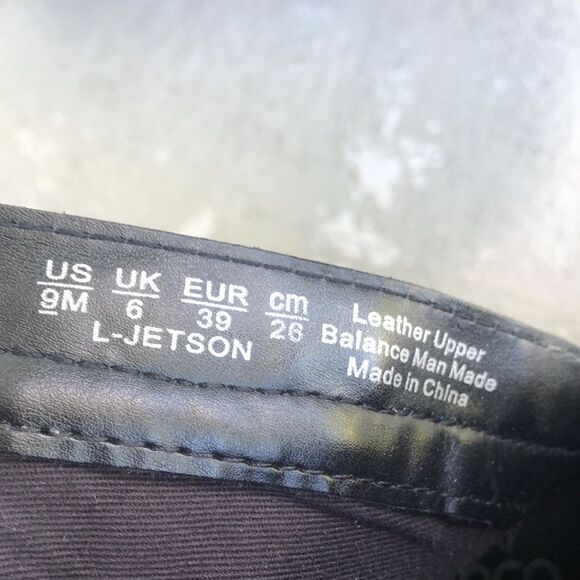 US UK EUR cm
9M 6 39 26
L-JETSON
Leather Upper
Balance Man Made
Made in China